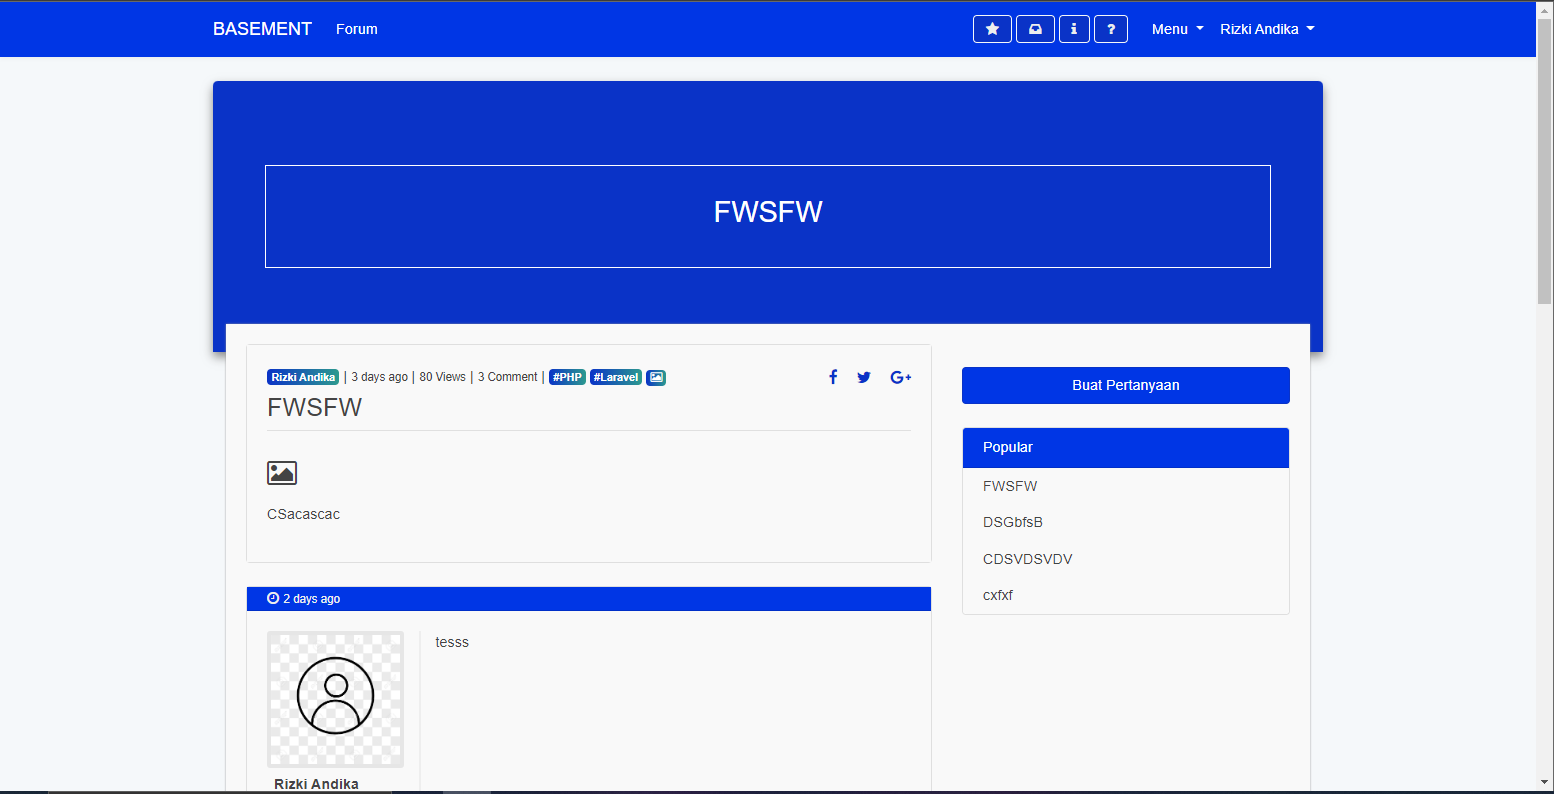 BASEMENT Forum ? Menu Rizki Andika
FWSFW
Rizki Andika | 3 days ago | 80 Views | 3 Comment | #PHP #Laravel
FWSFW
CSacascac
Buat Pertanyaan
Popular
FWSFW
DSGbfsB
CDSVDSVDV
cxfxf
2 days ago
tesss
Rizki Andika